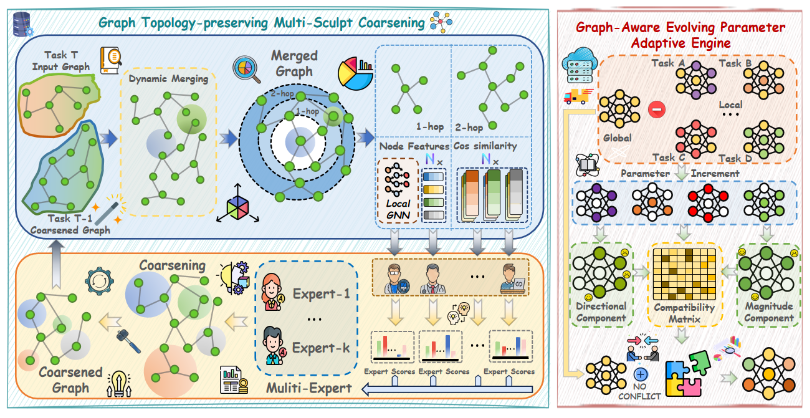 Graph Topology-preserving Multi-Sculpt Coarsening
Task T
Input Graph
Dynamic Merging
Task T-1
Coarsened Graph
Merged
Graph
2-hop
1-hop
1-hop
2-hop
Node Features
N x
Local
GNN
Cos similarity
N x
Coarsening
Coarsened
Graph
Expert-1
...
Expert-k
Muliti-Expert
...
...
Expert Scores
Expert Scores
Expert Scores
Graph-Aware Evolving Parameter
Adaptive Engine
Task A
Task B
Global
Local
...
Task C
Task D
Parameter
Increment
Directional
Component
Compatibility
Matrix
Magnitude
Component
NO
CONFLICT